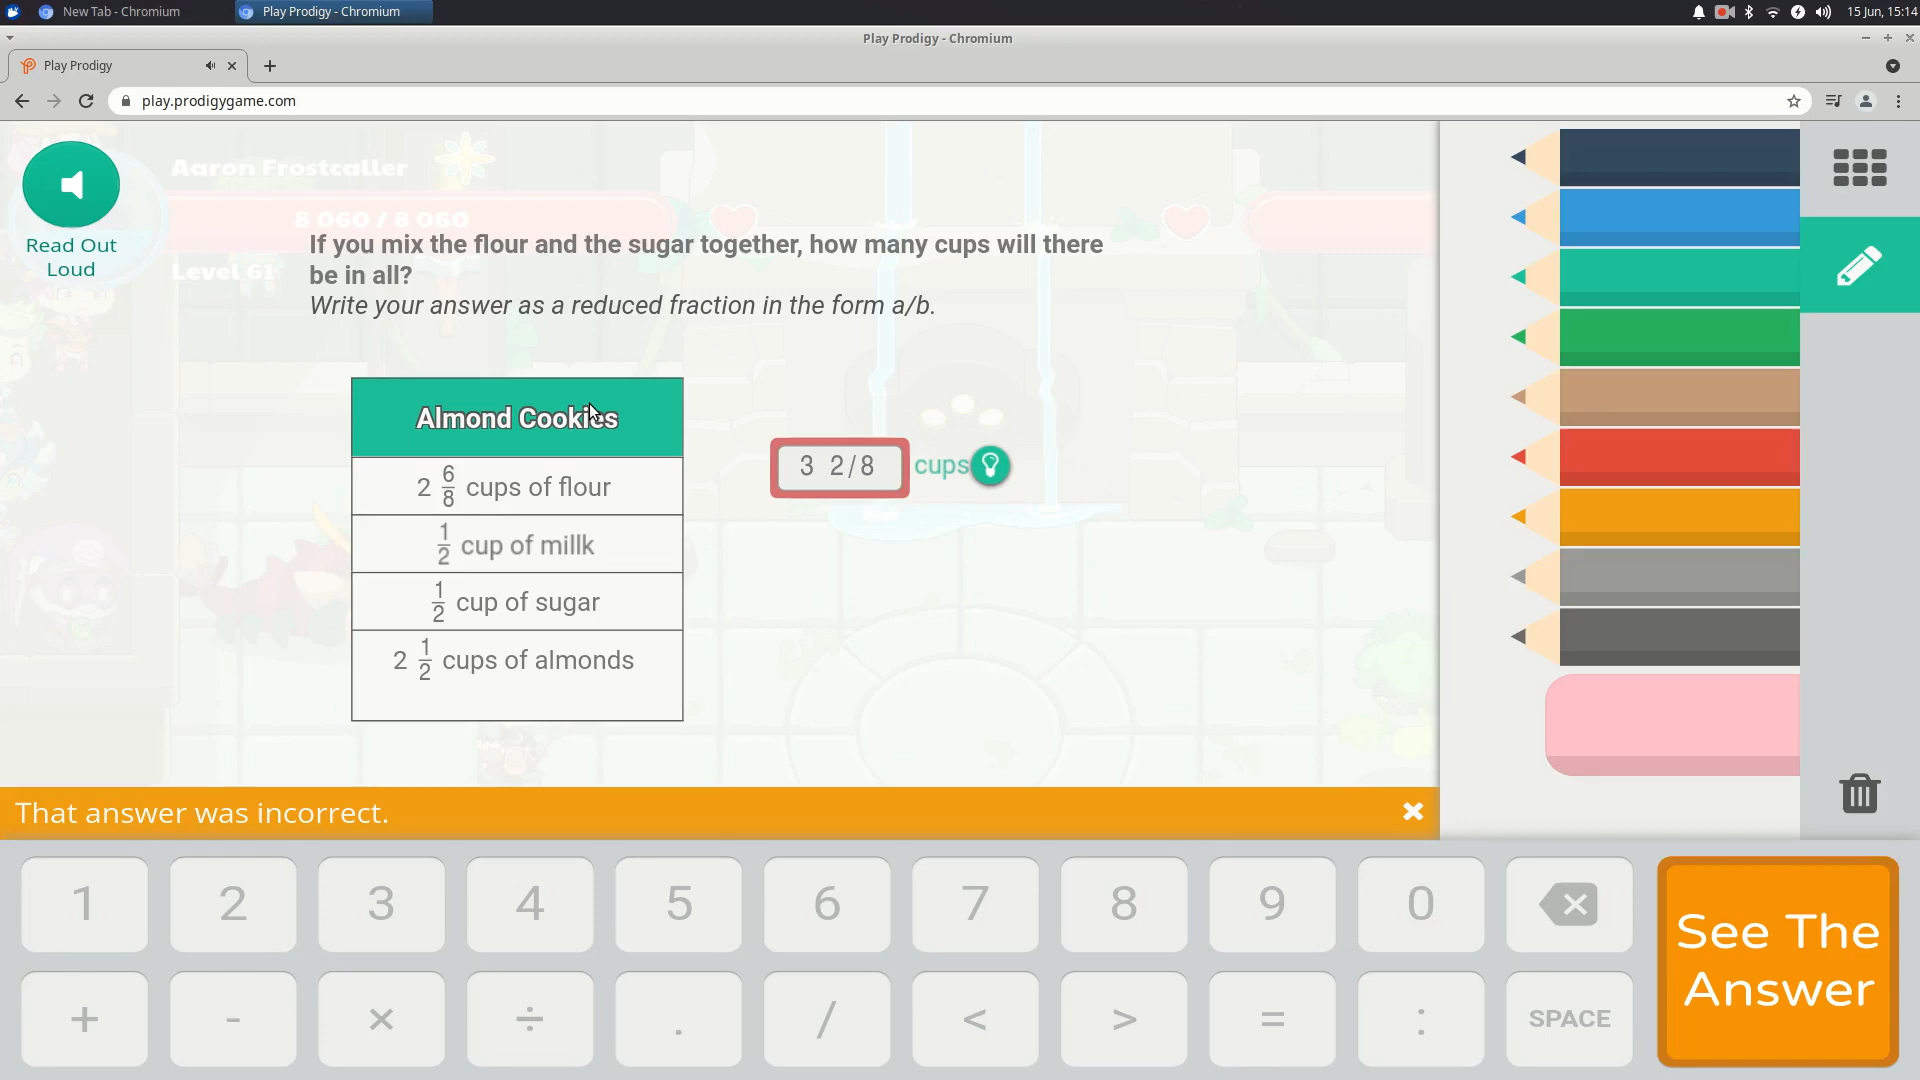 New Tab - Chromium
Play Prodigy - Chromium
15 Jun, 15:14
Play Prodigy - Chromium
Play Prodigy
play.prodigygame.com
Aaron Frostcaller
8 060 / 8 060
Level 61
Read Out
Loud
If you mix the flour and the sugar together, how many cups will there
be in all?
Write your answer as a reduced fraction in the form a/b.
Almond Cookies
2 6/8 cups of flour
1/2 cup of millk
1/2 cup of sugar
2 1/2 cups of almonds
3 2/8 cups
That answer was incorrect.
1 2 3 4 5 6 7 8 9 0
+ - × ÷ . / < > = : SPACE
See The
Answer